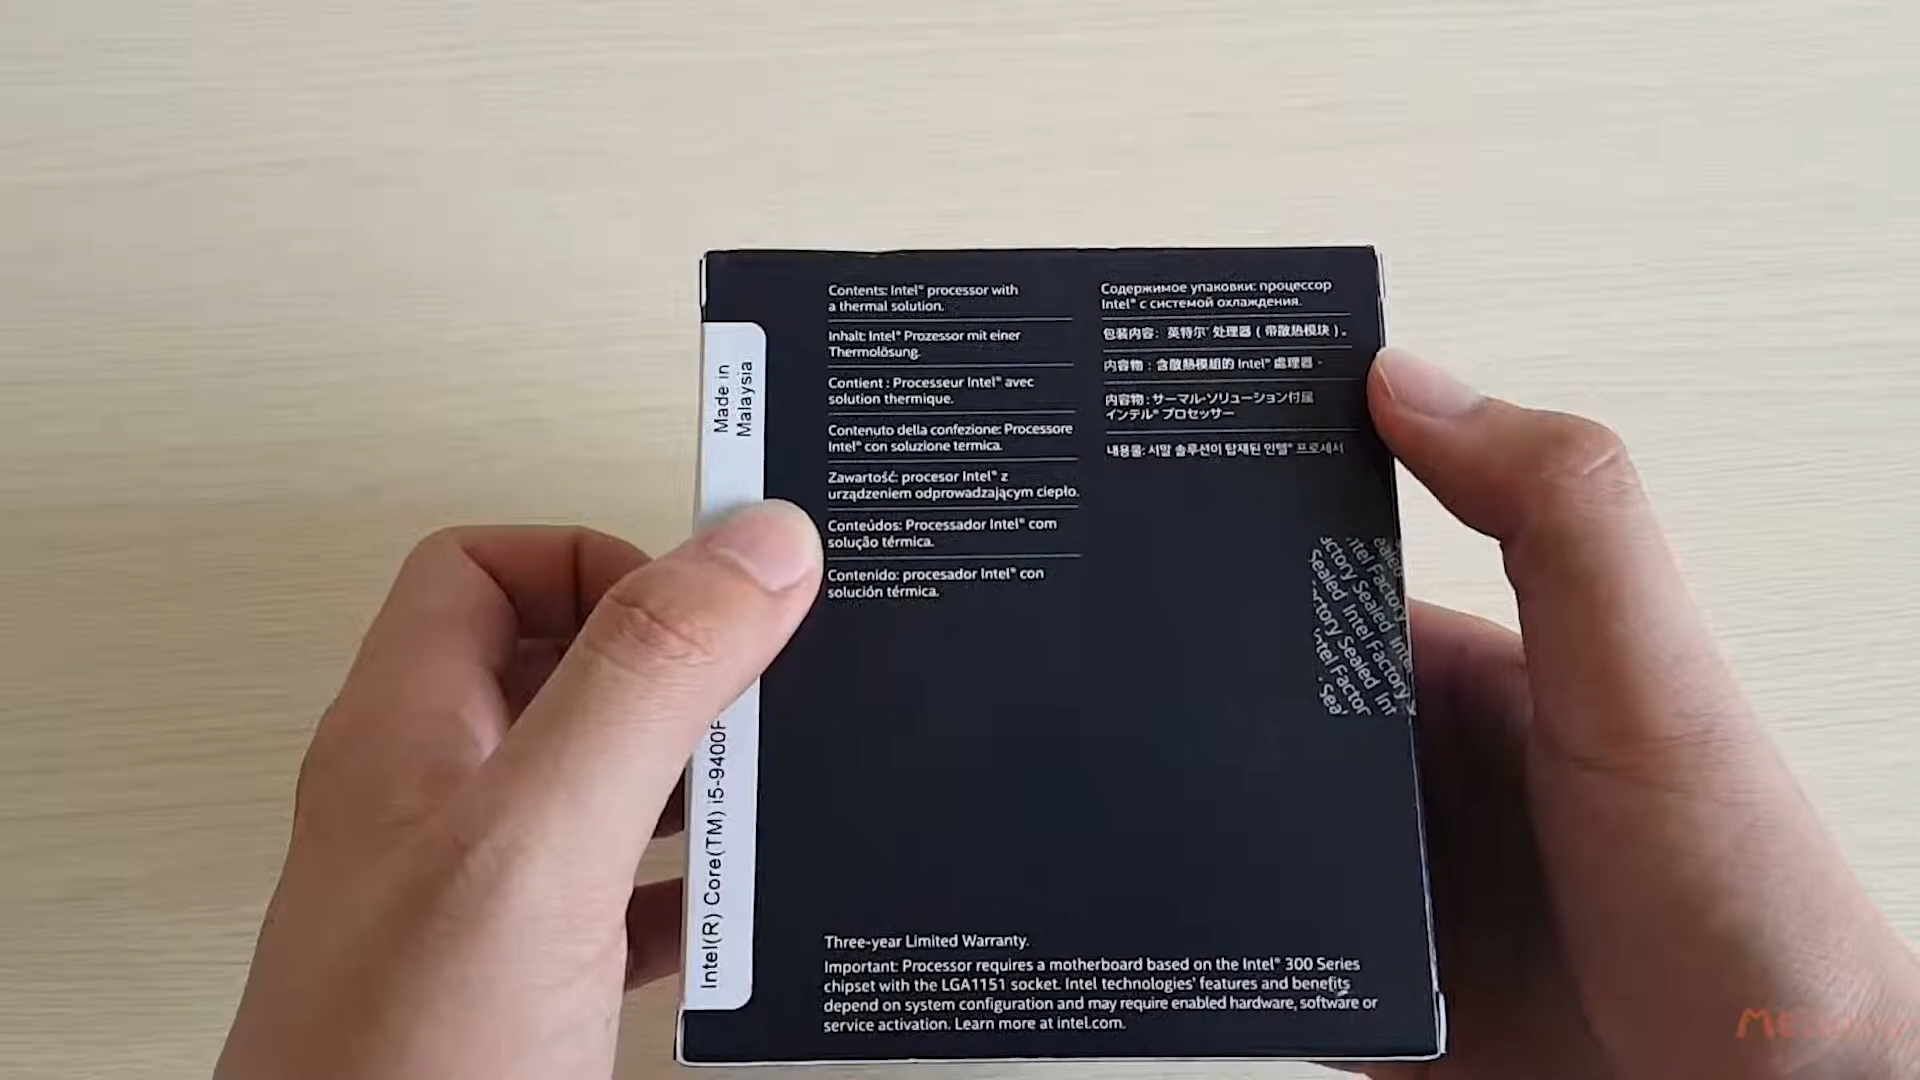 Contents: Intel® processor with
a thermal solution.
Inhalt: Intel® Prozessor mit einer
Thermolösung.
Contient : Processeur Intel® avec
solution thermique.
Contenuto della confezione: Processore
Intel® con soluzione termica.
Zawartość: procesor Intel® z
urządzeniem odprowadzającym ciepło.
Conteúdos: Processador Intel® com
solução térmica.
Contenido: procesador Intel® con
solución térmica.
Содержимое упаковки: процессор
Intel® с системой охлаждения.
包装内容：英特尔® 处理器（带散热模块）。
内容物：含散熱模組的 Intel® 處理器。
内容物：サーマル・ソリューション付属
インテル® プロセッサー
내용물: 서말 솔루션이 탑재된 인텔® 프로세서
Made in
Malaysia
Intel(R) Core(TM) i5-9400F
Factory Sealed Intel
Sealed Intel Factory
Three-year Limited Warranty.
Important: Processor requires a motherboard based on the Intel® 300 Series
chipset with the LGA1151 socket. Intel technologies' features and benefits
depend on system configuration and may require enabled hardware, software or
service activation. Learn more at intel.com.